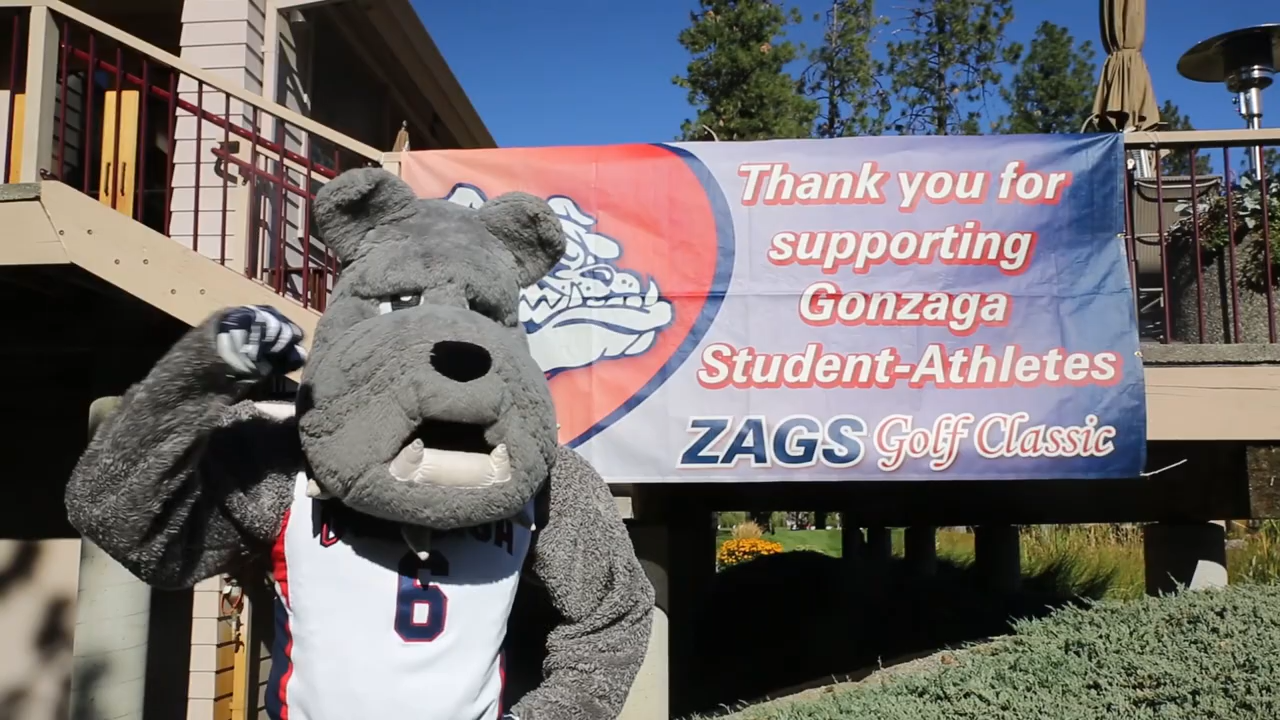 Thank you for
supporting
Gonzaga
Student-Athletes
ZAGS Golf Classic
6